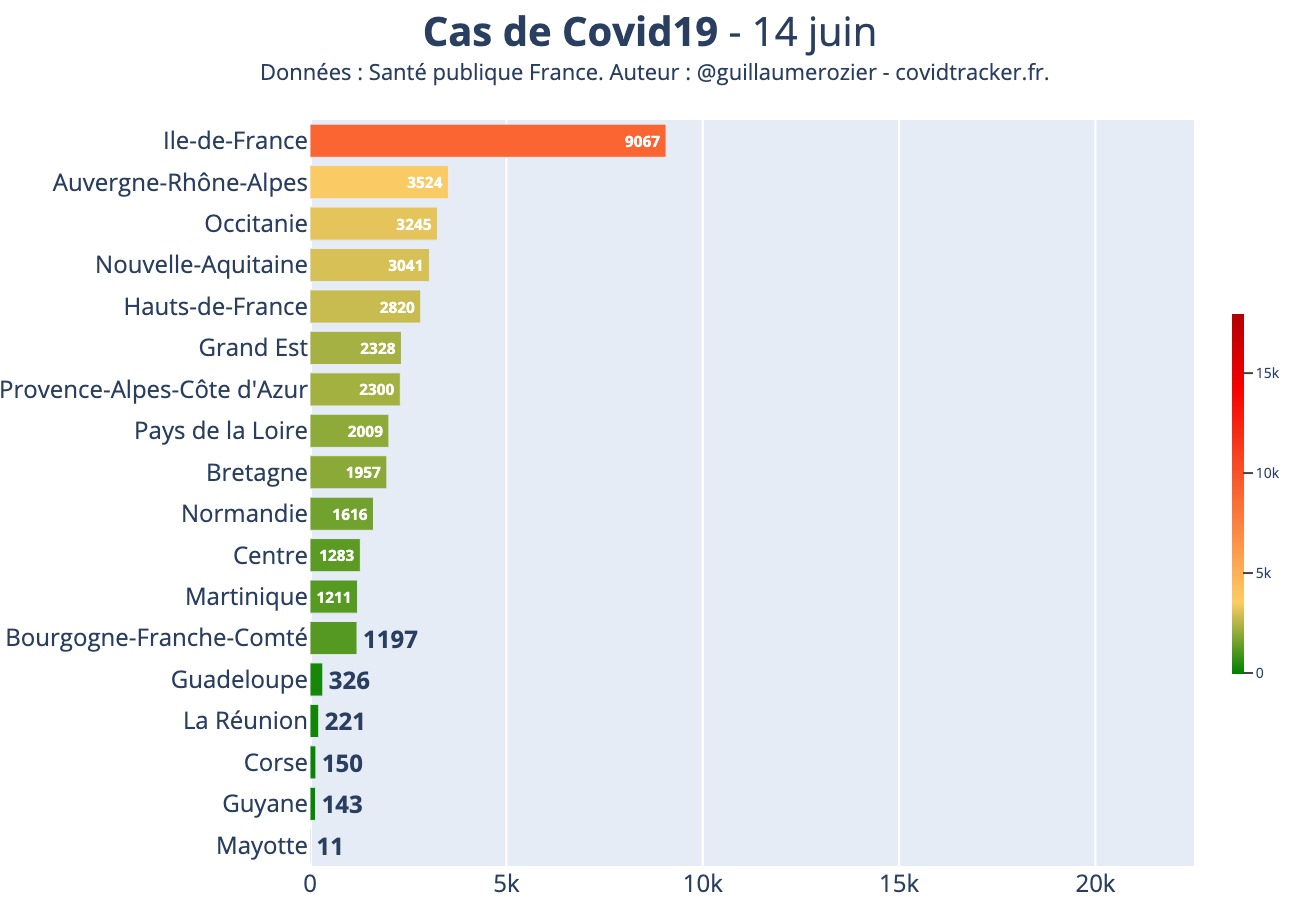 Cas de Covid19 - 14 juin
Données : Santé publique France. Auteur : @guillaumerozier - covidtracker.fr.
Ile-de-France 9067
Auvergne-Rhône-Alpes 3524
Occitanie 3245
Nouvelle-Aquitaine 3041
Hauts-de-France 2820
Grand Est 2328
Provence-Alpes-Côte d'Azur 2300
Pays de la Loire 2009
Bretagne 1957
Normandie 1616
Centre 1283
Martinique 1211
Bourgogne-Franche-Comté 1197
Guadeloupe 326
La Réunion 221
Corse 150
Guyane 143
Mayotte 11
0 5k 10k 15k 20k
15k
10k
5k
0